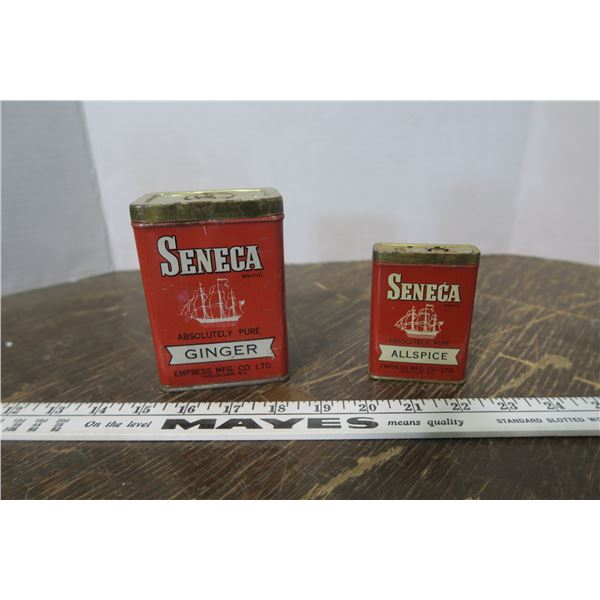 SENECA
BRAND
ABSOLUTELY PURE
GINGER
EMPRESS MFG. CO. LTD.
VANCOUVER, B.C.
SENECA
ABSOLUTELY PURE
ALLSPICE
EMPRESS MFG. CO. LTD.
12 13 14 15 16 17 18 19 20 21 22 23 24
On the level MAYES means quality STANDARD SLOTTED